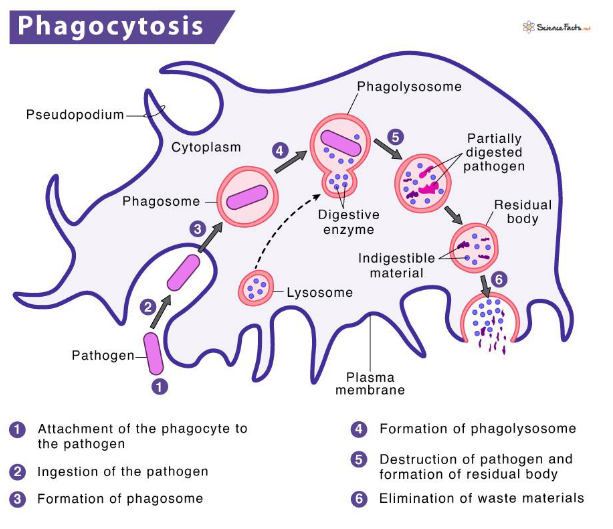 Phagocytosis
ScienceFacts.net
Phagolysosome
Pseudopodium
Cytoplasm
4
5
Partially
digested
pathogen
Phagosome
Digestive
enzyme
Residual
body
3
Indigestible
material
Lysosome
6
2
Pathogen
1
Plasma
membrane
1 Attachment of the phagocyte to
the pathogen
2 Ingestion of the pathogen
3 Formation of phagosome
4 Formation of phagolysosome
5 Destruction of pathogen and
formation of residual body
6 Elimination of waste materials